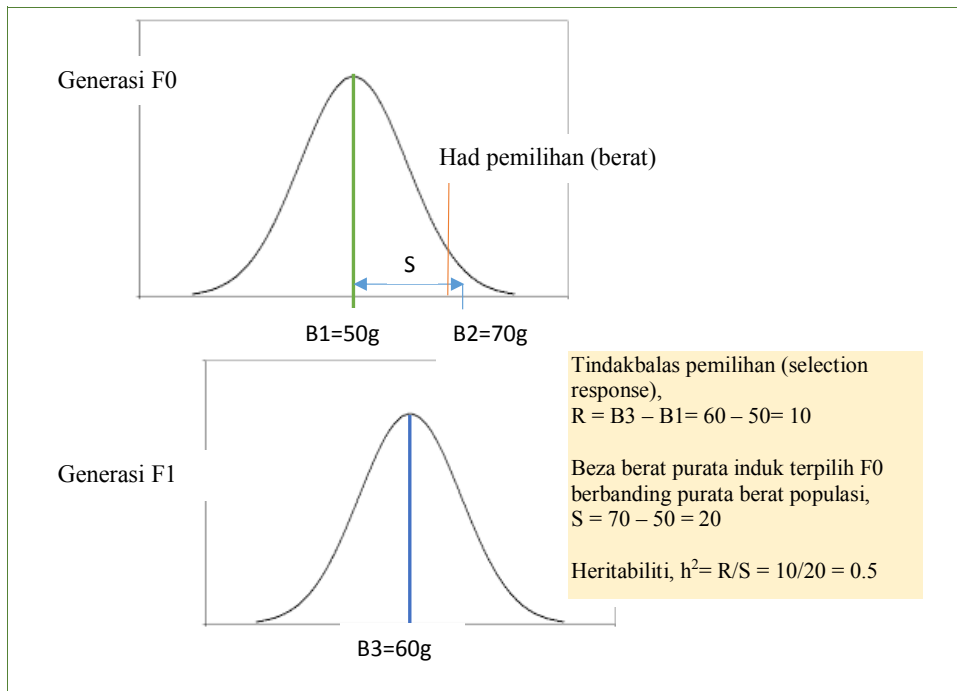 Generasi F0
Had pemilihan (berat)
S
B1=50g
B2=70g
Tindakbalas pemilihan (selection
response),
R = B3 – B1= 60 – 50= 10
Beza berat purata induk terpilih F0
berbanding purata berat populasi,
S = 70 – 50 = 20
Heritabiliti, h²= R/S = 10/20 = 0.5
Generasi F1
B3=60g